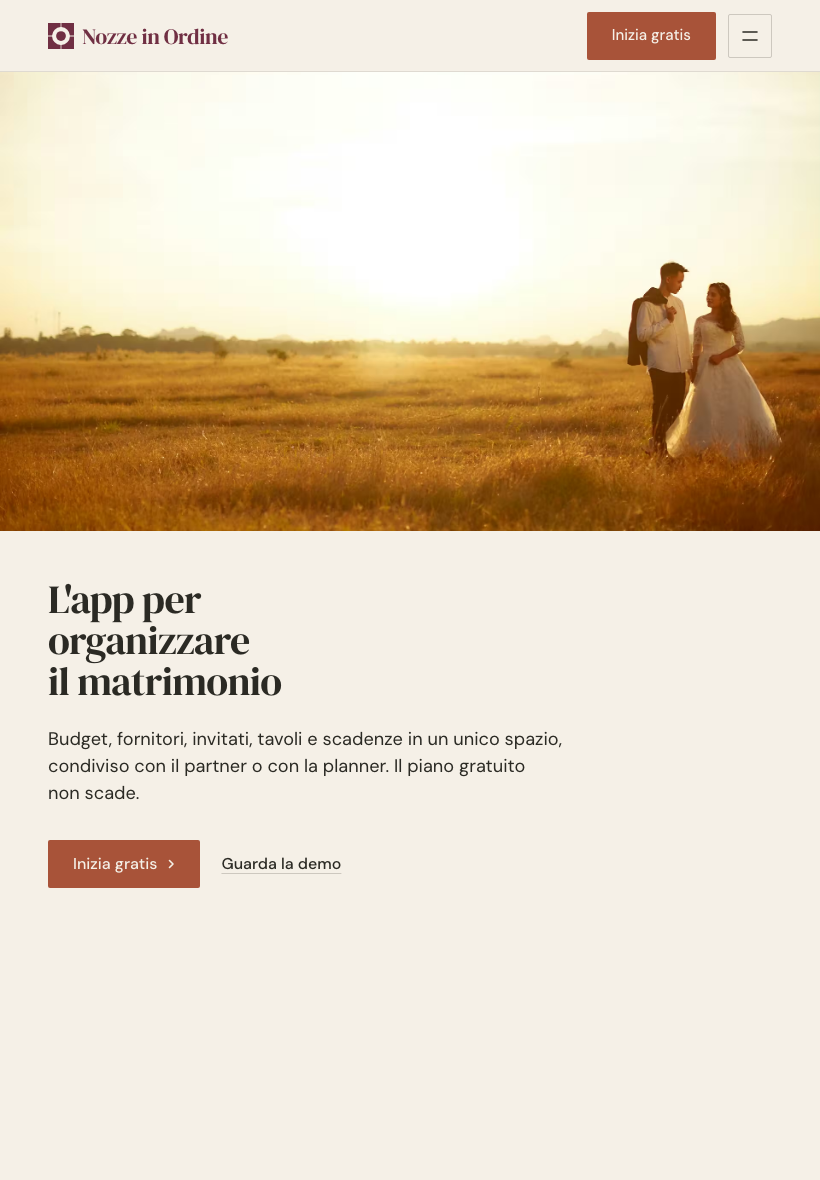 Nozze in Ordine
Inizia gratis
L'app per
organizzare
il matrimonio
Budget, fornitori, invitati, tavoli e scadenze in un unico spazio,
condiviso con il partner o con la planner. Il piano gratuito
non scade.
Inizia gratis
Guarda la demo